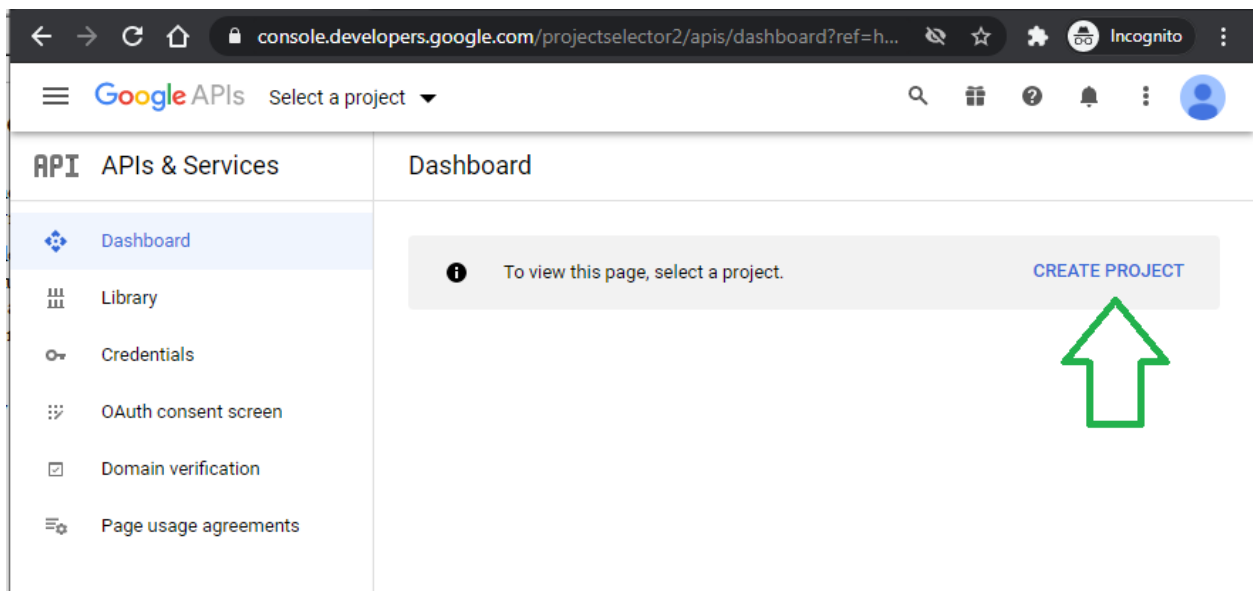 console.developers.google.com/projectselector2/apis/dashboard?ref=h... Incognito
Google APIs Select a project
API APIs & Services
Dashboard
Dashboard
To view this page, select a project. CREATE PROJECT
Library
Credentials
OAuth consent screen
Domain verification
Page usage agreements